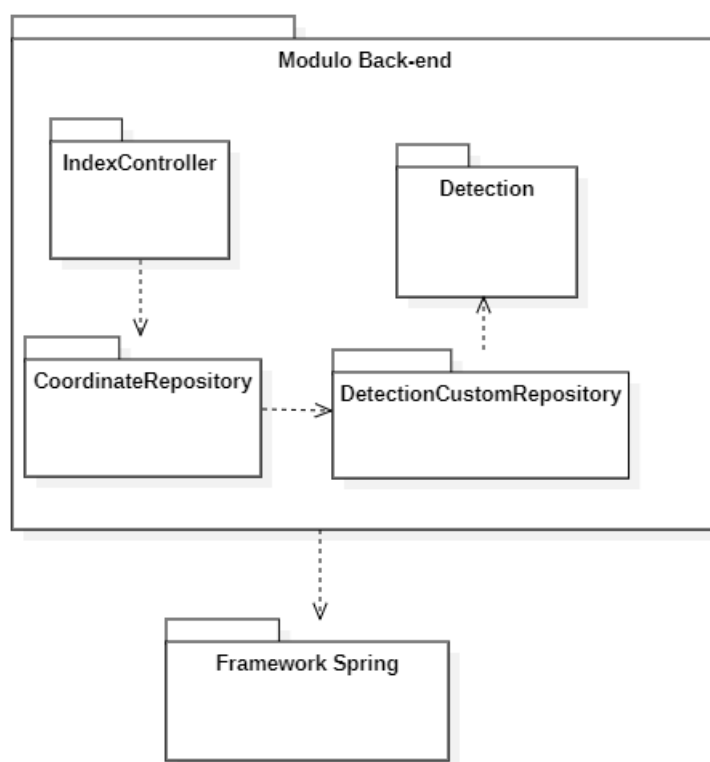 Modulo Back-end
IndexController
Detection
CoordinateRepository
DetectionCustomRepository
Framework Spring